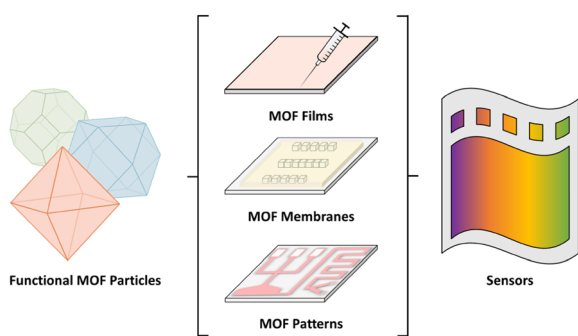 MOF Films
MOF Membranes
Functional MOF Particles
Sensors
MOF Patterns